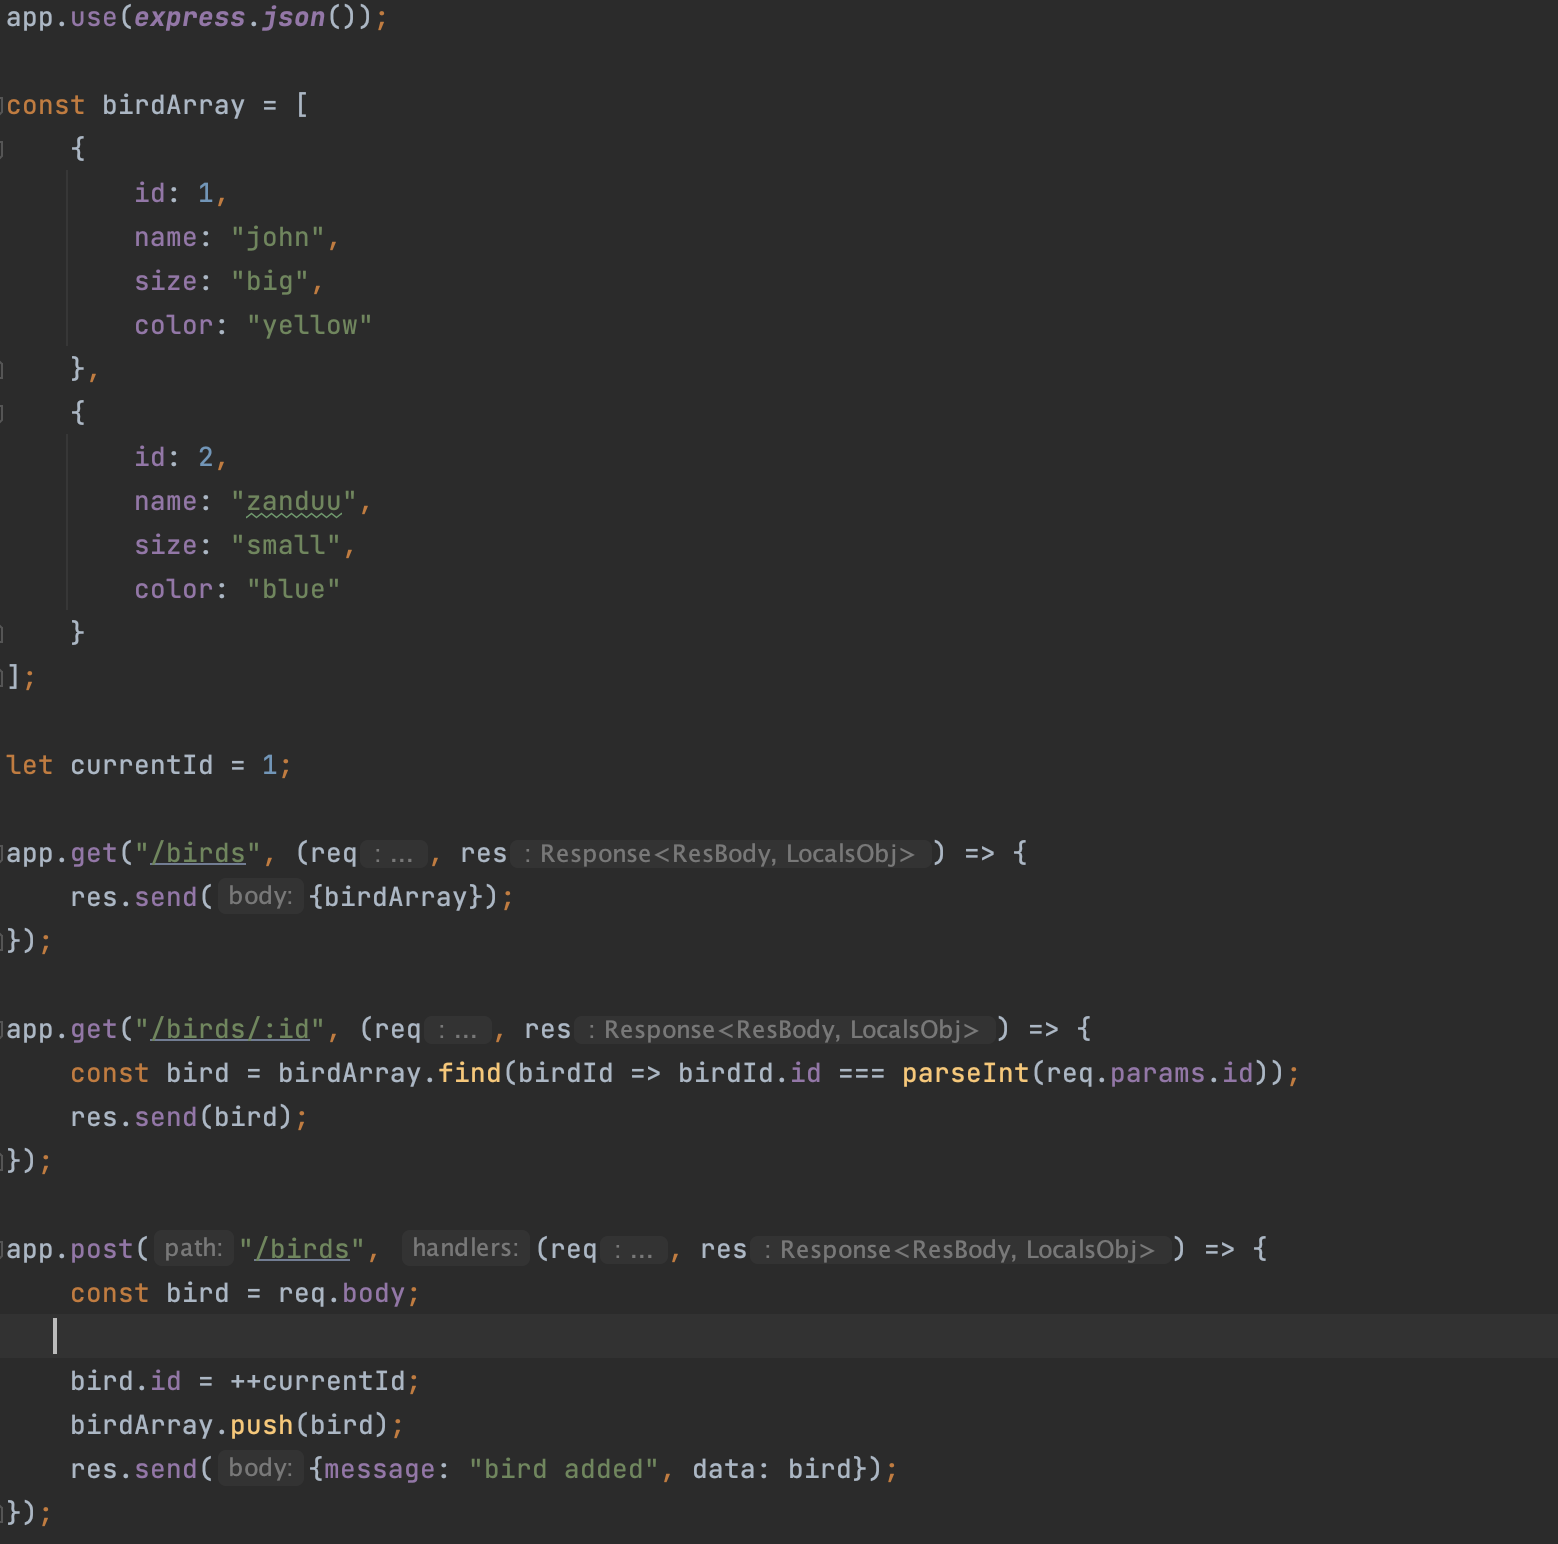 app.use(express.json());
const birdArray = [
{
id: 1,
name: "john",
size: "big",
color: "yellow"
},
{
id: 2,
name: "zanduu",
size: "small",
color: "blue"
}
];
let currentId = 1;
app.get("/birds", (req : ... , res : Response<ResBody, LocalsObj> ) => {
res.send( body: {birdArray});
});
app.get("/birds/:id", (req : ... , res : Response<ResBody, LocalsObj> ) => {
const bird = birdArray.find(birdId => birdId.id === parseInt(req.params.id));
res.send(bird);
});
app.post( path: "/birds", handlers: (req : ... , res : Response<ResBody, LocalsObj> ) => {
const bird = req.body;
bird.id = ++currentId;
birdArray.push(bird);
res.send( body: {message: "bird added", data: bird});
});